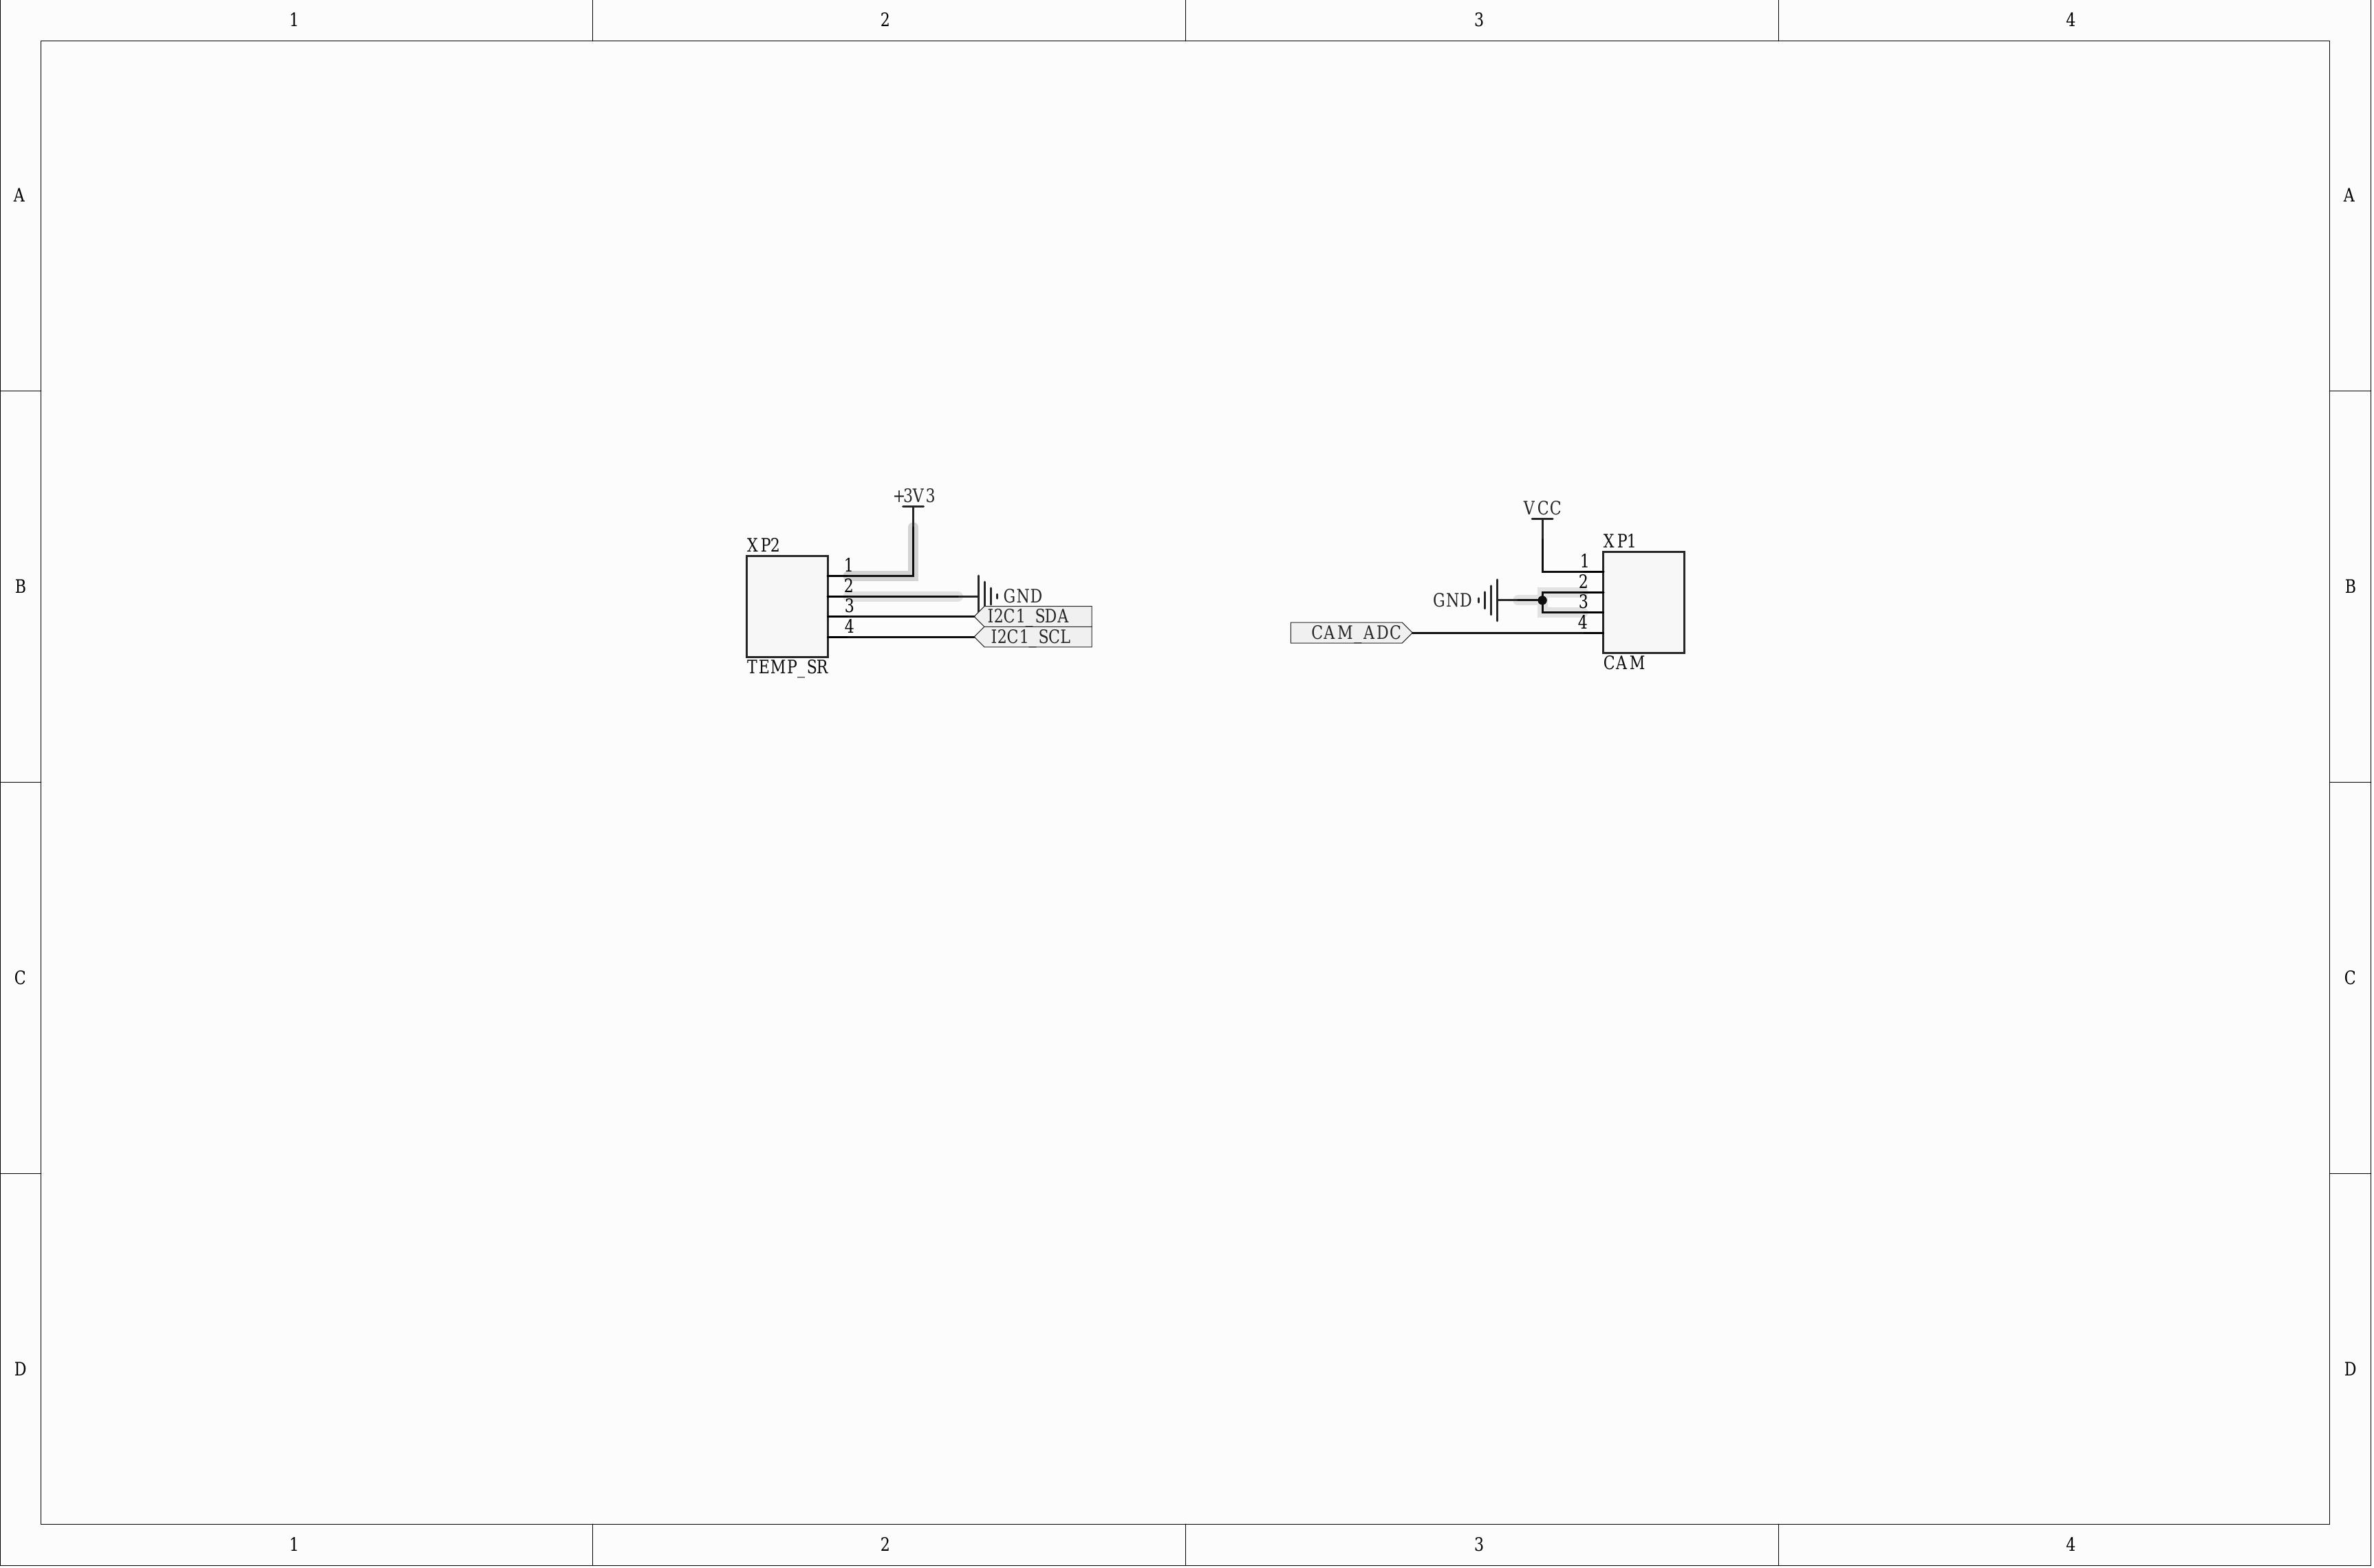 1 2 3 4
A A
+3V3
VCC
XP2
XP1
1
2
3
4
GND
I2C1_SDA
I2C1_SCL
TEMP_SR
1
2
3
4
GND
CAM_ADC
CAM
B B
C C
D D
1 2 3 4